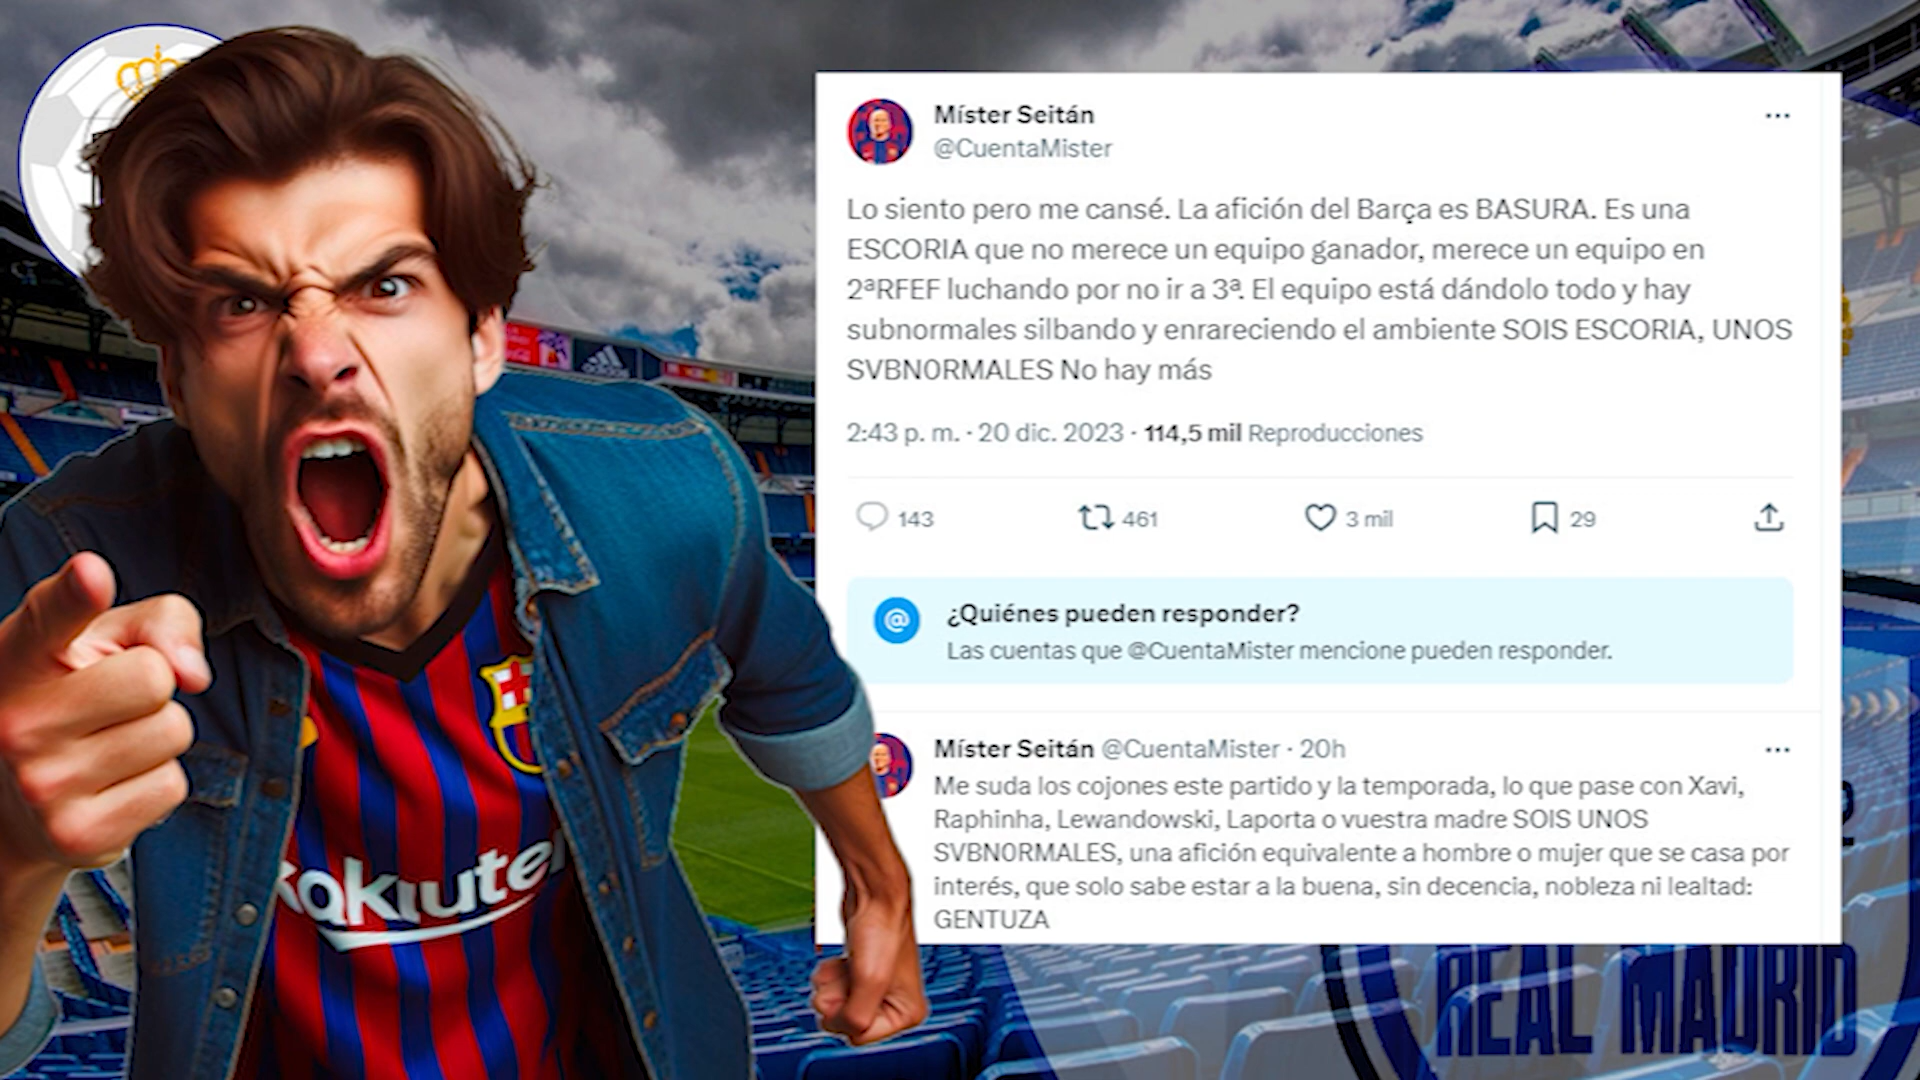 Míster Seitán
@CuentaMister
Lo siento pero me cansé. La afición del Barça es BASURA. Es una
ESCORIA que no merece un equipo ganador, merece un equipo en
2ªRFEF luchando por no ir a 3ª. El equipo está dándolo todo y hay
subnormales silbando y enrareciendo el ambiente SOIS ESCORIA, UNOS
SVBN0RMALES No hay más
2:43 p. m. · 20 dic. 2023 · 114,5 mil Reproducciones
143
461
3 mil
29
@
¿Quiénes pueden responder?
Las cuentas que @CuentaMister mencione pueden responder.
Míster Seitán @CuentaMister · 20h
Me suda los cojones este partido y la temporada, lo que pase con Xavi,
Raphinha, Lewandowski, Laporta o vuestra madre SOIS UNOS
SVBN0RMALES, una afición equivalente a hombre o mujer que se casa por
interés, que solo sabe estar a la buena, sin decencia, nobleza ni lealtad:
GENTUZA
adidas
REAL MADRID